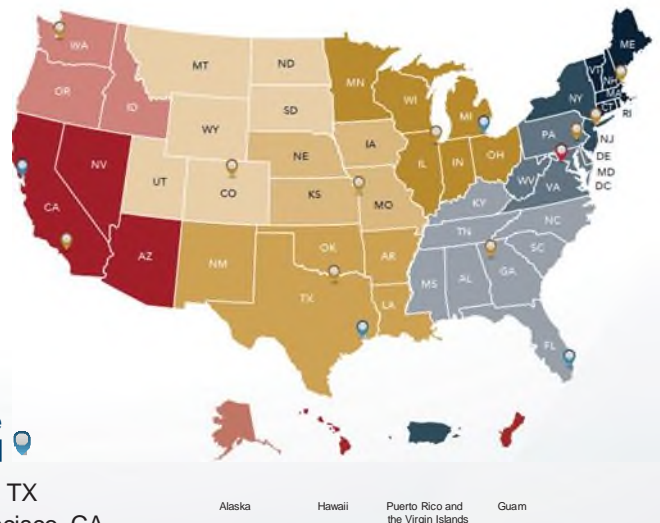 WA
MT
ND
MN
ME
VT
NH
MA
CT
RI
OR
ID
SD
WI
MI
NY
WY
IA
PA
NJ
NV
NE
IL
IN
OH
DE
MD
DC
UT
CO
KS
MO
WV
VA
CA
KY
NC
TN
AZ
NM
OK
AR
SC
TX
MS
AL
GA
LA
FL
TX
CA
Alaska
Hawaii
Puerto Rico and
the Virgin Islands
Guam